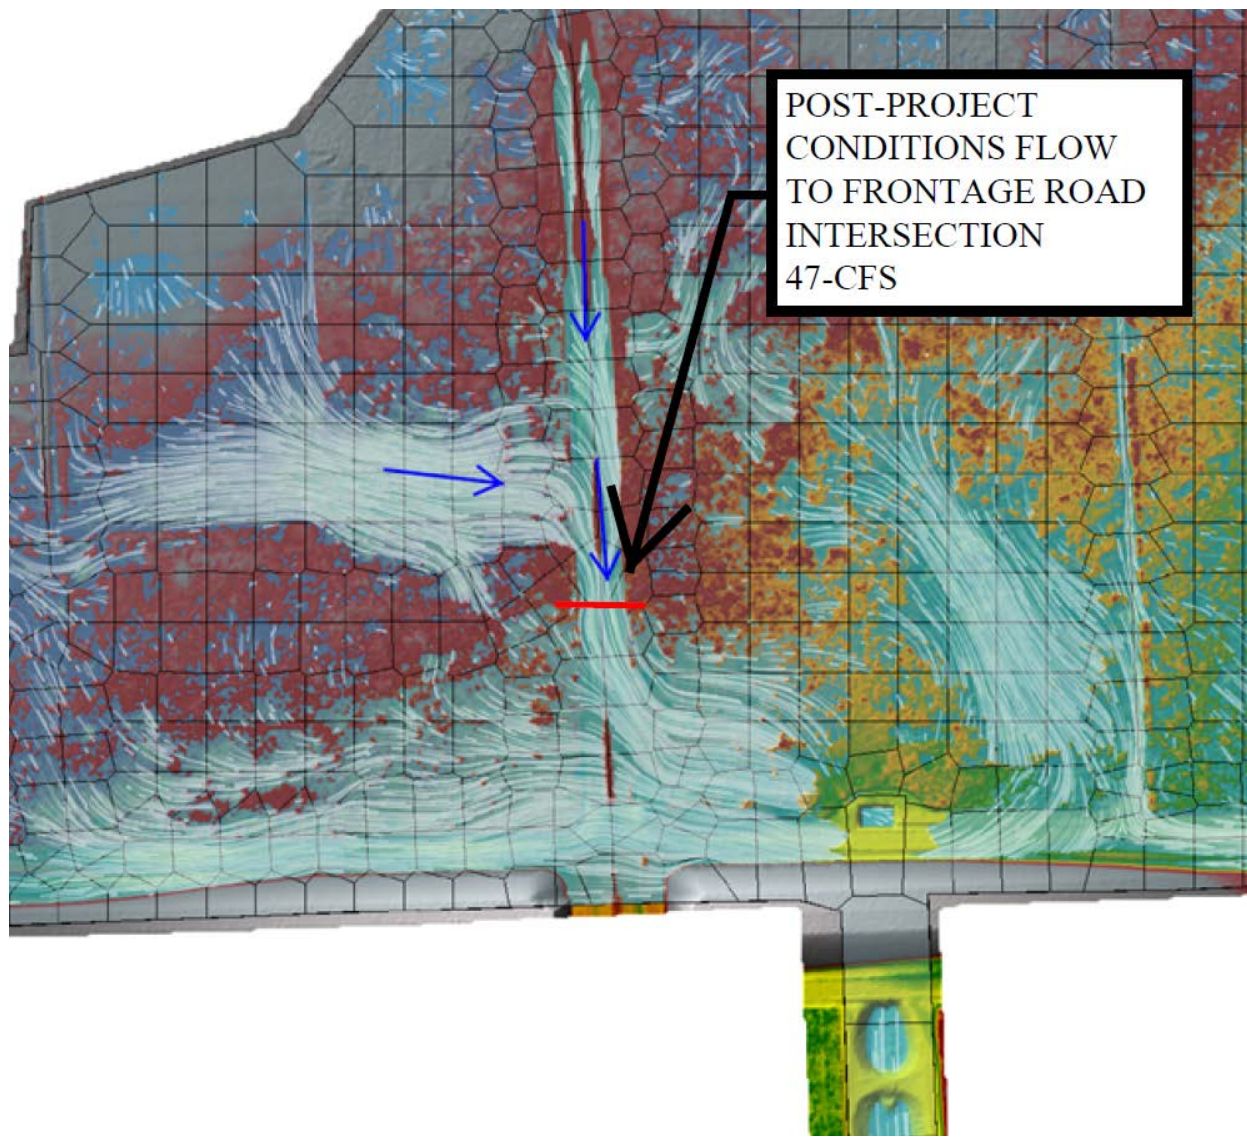 POST-PROJECT
CONDITIONS FLOW
TO FRONTAGE ROAD
INTERSECTION
47-CFS